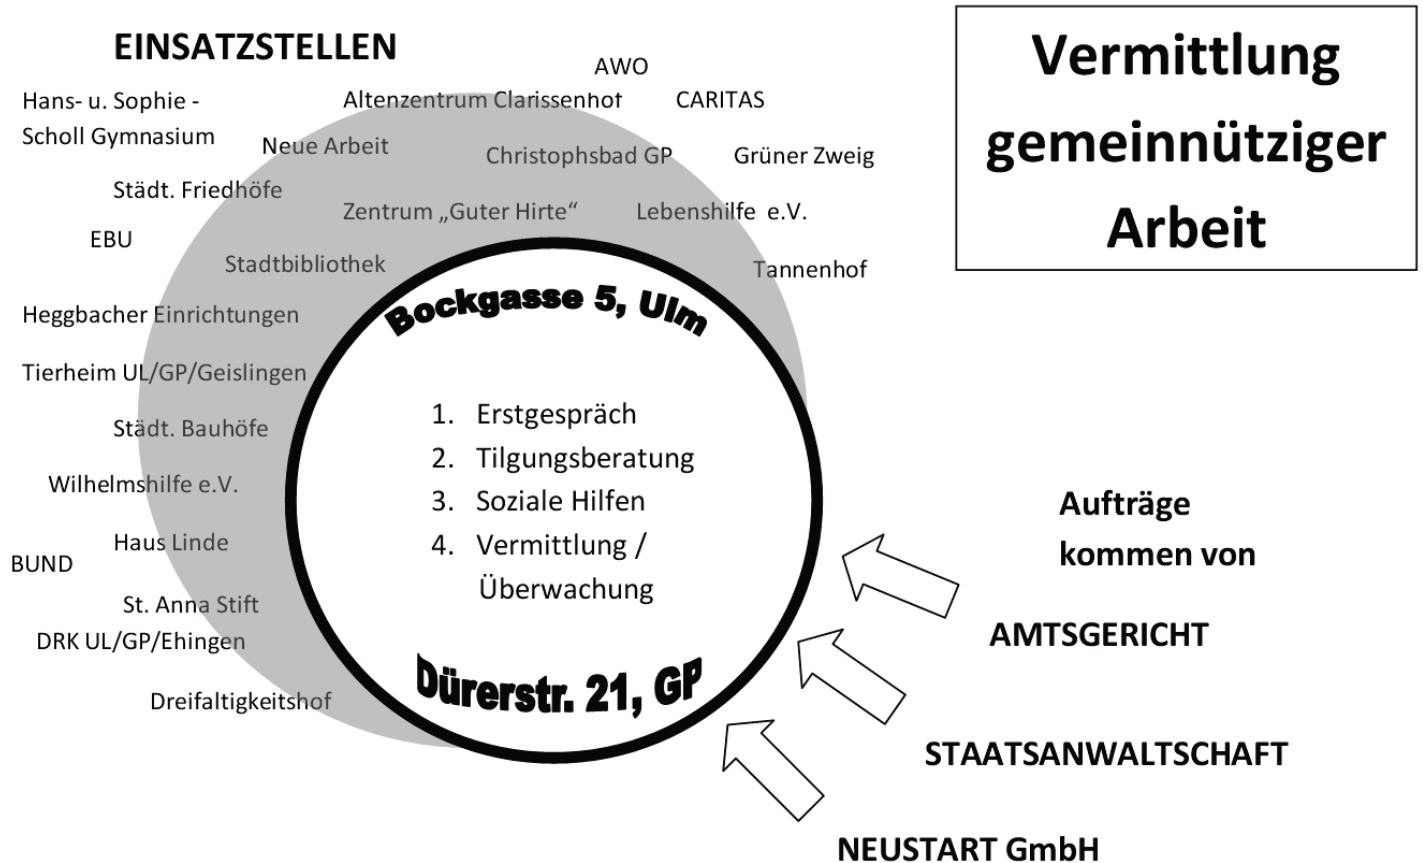 EINSATZSTELLEN
Vermittlung
gemeinnütziger
Arbeit
AWO
Hans- u. Sophie -
Scholl Gymnasium
Altenzentrum Clarissenhof
CARITAS
Neue Arbeit
Christophsbad GP
Grüner Zweig
Städt. Friedhöfe
Zentrum „Guter Hirte“
Lebenshilfe e.V.
EBU
Stadtbibliothek
Tannenhof
Heggbacher Einrichtungen
Tierheim UL/GP/Geislingen
Städt. Bauhöfe
Wilhelmshilfe e.V.
Haus Linde
BUND
St. Anna Stift
DRK UL/GP/Ehingen
Dreifaltigkeitshof
Bockgasse 5, Ulm
1. Erstgespräch
2. Tilgungsberatung
3. Soziale Hilfen
4. Vermittlung /
Überwachung
Dürerstr. 21, GP
Aufträge
kommen von
AMTSGERICHT
STAATSANWALTSCHAFT
NEUSTART GmbH